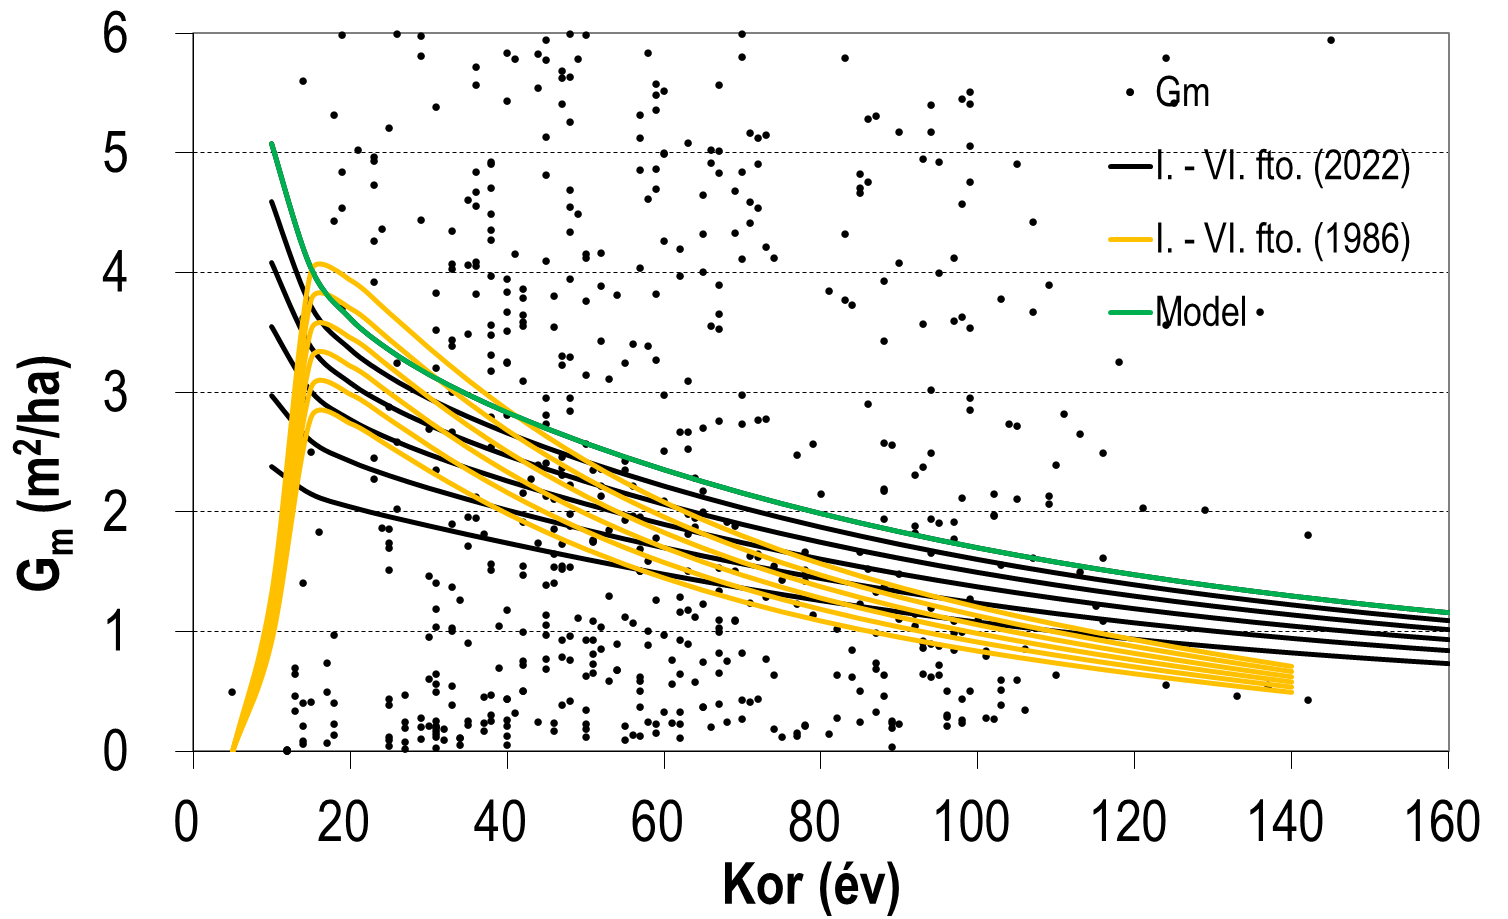 6
5
4
3
2
1
0
G_m (m²/ha)
0 20 40 60 80 100 120 140 160
Kor (év)
Gm
I. - VI. fto. (2022)
I. - VI. fto. (1986)
Model